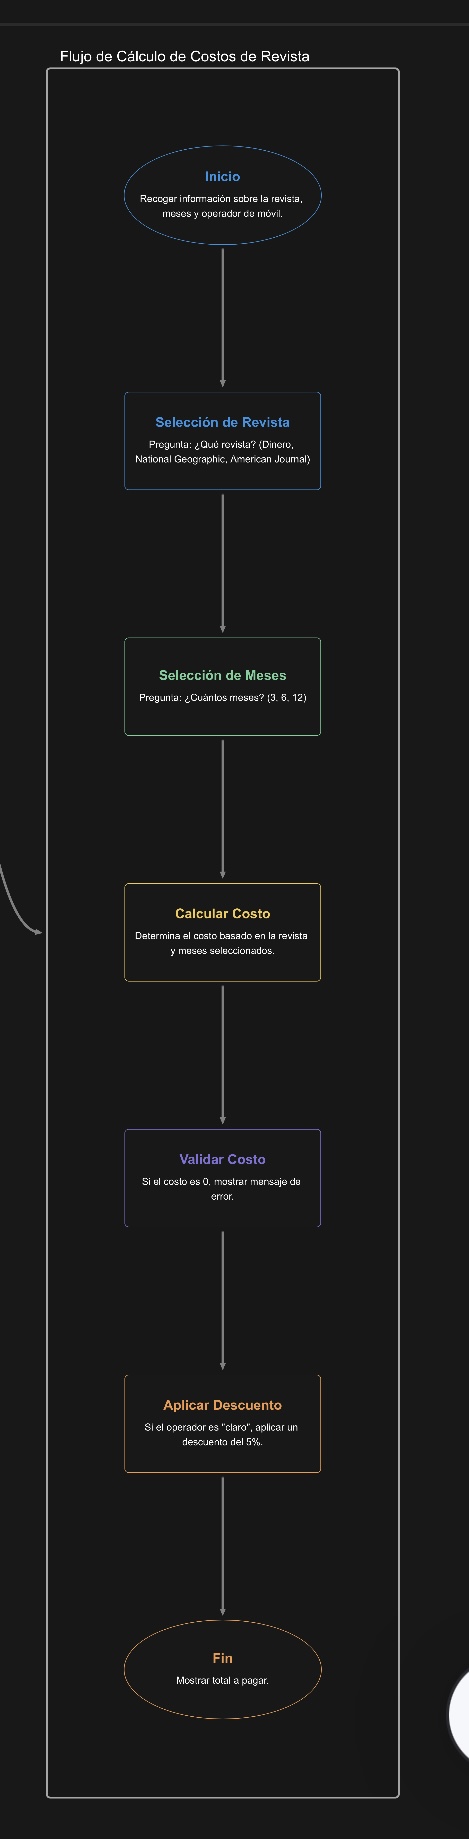 Flujo de Cálculo de Costos de Revista
Inicio
Recoger información sobre la revista,
meses y operador de móvil.
Selección de Revista
Pregunta: ¿Qué revista? (Dinero,
National Geographic, American Journal)
Selección de Meses
Pregunta: ¿Cuántos meses? (3, 6, 12)
Calcular Costo
Determina el costo basado en la revista
y meses seleccionados.
Validar Costo
Si el costo es 0, mostrar mensaje de
error.
Aplicar Descuento
Si el operador es "claro", aplicar un
descuento del 5%.
Fin
Mostrar total a pagar.